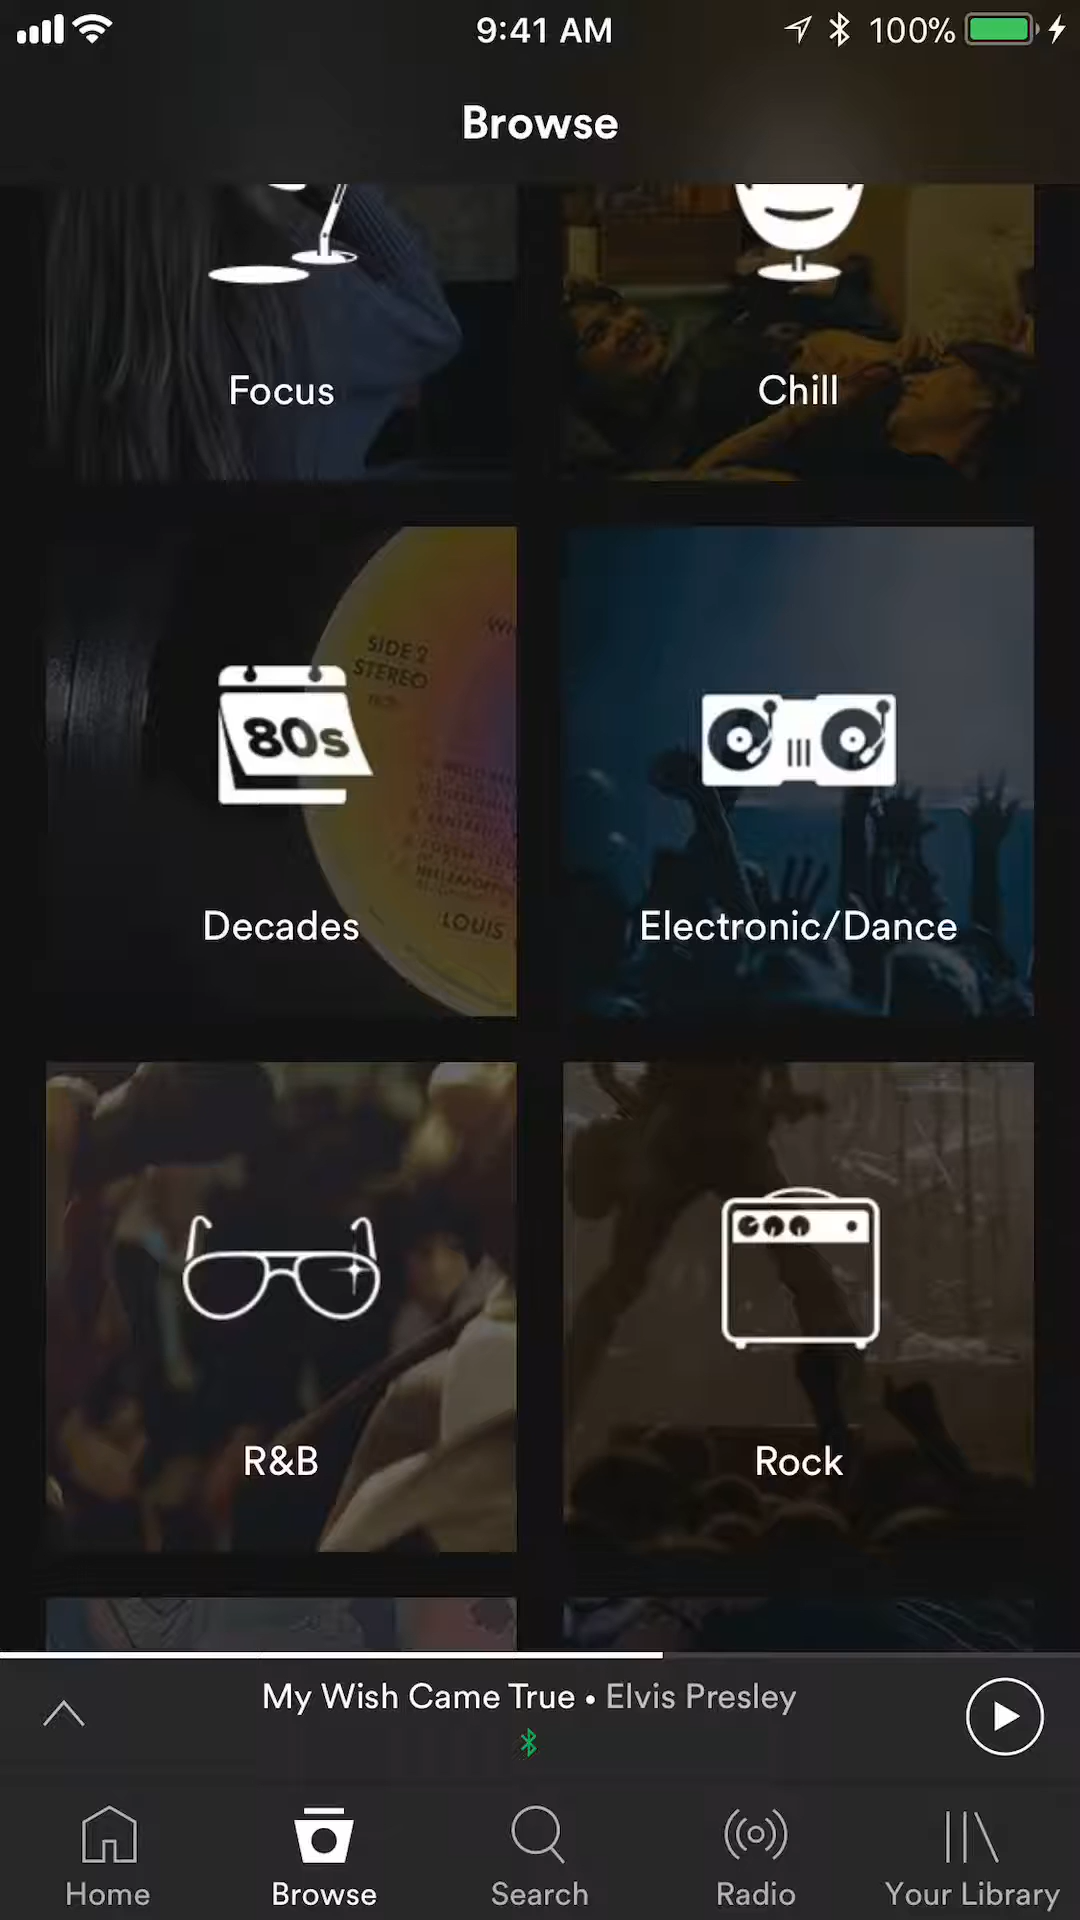 9:41 AM
100%
Browse
Focus
Chill
SIDE 2
STEREO
80s
LOUIS
Decades
Electronic/Dance
R&B
Rock
My Wish Came True • Elvis Presley
Home
Browse
Search
Radio
Your Library